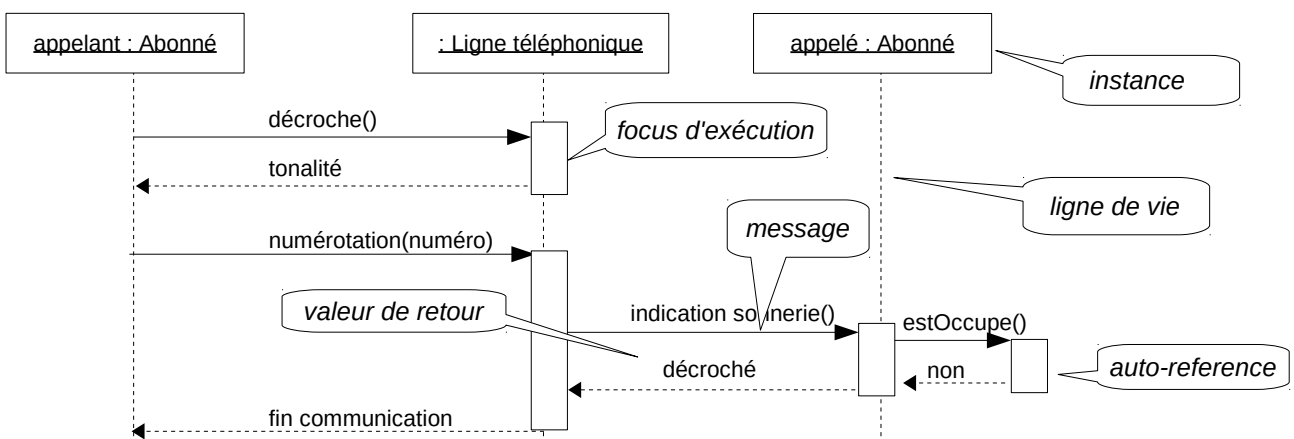 appelant : Abonné
: Ligne téléphonique
appelé : Abonné
instance
décroche()
focus d'exécution
tonalité
ligne de vie
message
numérotation(numéro)
valeur de retour
indication sonnerie()
estOccupe()
décroché
non
auto-reference
fin communication